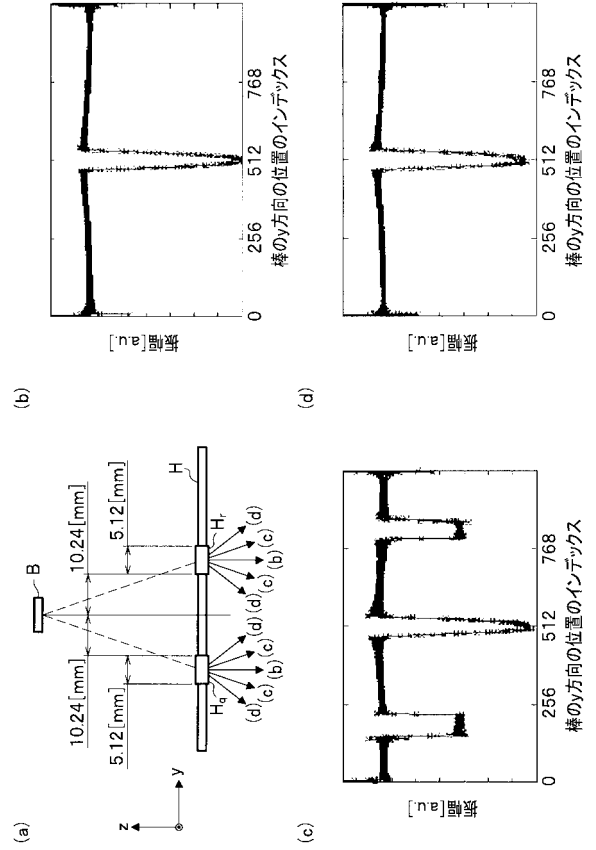 (a)
B
10.24[mm]
10.24[mm]
5.12[mm]
5.12[mm]
z
y
H
H_q
H_r
(d)
(c)
(b)
(c)
(d)
(d)
(c)
(b)
(c)
(d)
(b)
振幅[a.u.]
0
256
512
768
棒のy方向の位置のインデックス
(c)
振幅[a.u.]
0
256
512
768
棒のy方向の位置のインデックス
(d)
振幅[a.u.]
0
256
512
768
棒のy方向の位置のインデックス